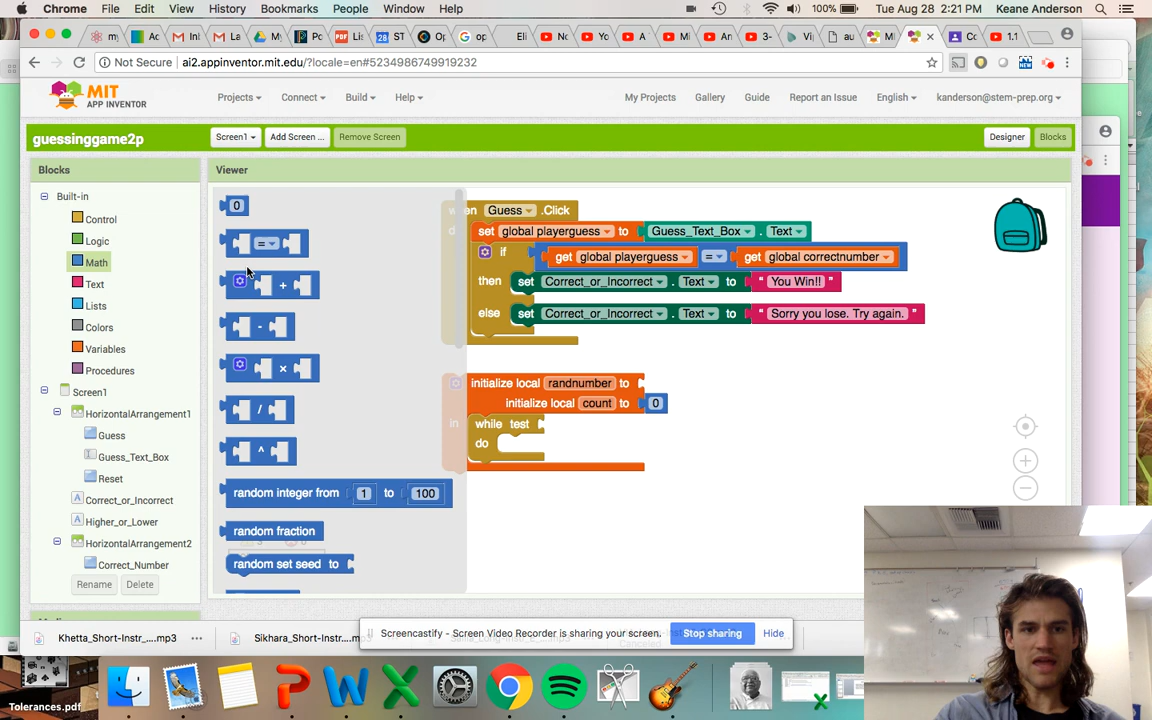 Chrome File Edit View History Bookmarks People Window Help 100% Tue Aug 28 2:21 PM Keane Anderson
Not Secure ai2.appinventor.mit.edu/?locale=en#5234986749919232
MIT APP INVENTOR Projects Connect Build Help My Projects Gallery Guide Report an Issue English kanderson@stem-prep.org
guessinggame2p Screen1 Add Screen ... Remove Screen Designer Blocks
Blocks Viewer
Built-in
Control
Logic
Math
Text
Lists
Colors
Variables
Procedures
Screen1
HorizontalArrangement1
Guess
Guess_Text_Box
Reset
Correct_or_Incorrect
Higher_or_Lower
HorizontalArrangement2
Correct_Number
Rename Delete
0
=
+
-
×
/
^
random integer from 1 to 100
random fraction
random set seed to
en Guess .Click
set global playerguess to Guess_Text_Box . Text
if get global playerguess = get global correctnumber
then set Correct_or_Incorrect . Text to " You Win!! "
else set Correct_or_Incorrect . Text to " Sorry you lose. Try again. "
initialize local randnumber to
initialize local count to 0
in while test
do
Khetta_Short-Instr_....mp3 Sikhara_Short-Instr_....mp3
Screencastify - Screen Video Recorder is sharing your screen. Stop sharing Hide
Canceled
Tolerances.pdf